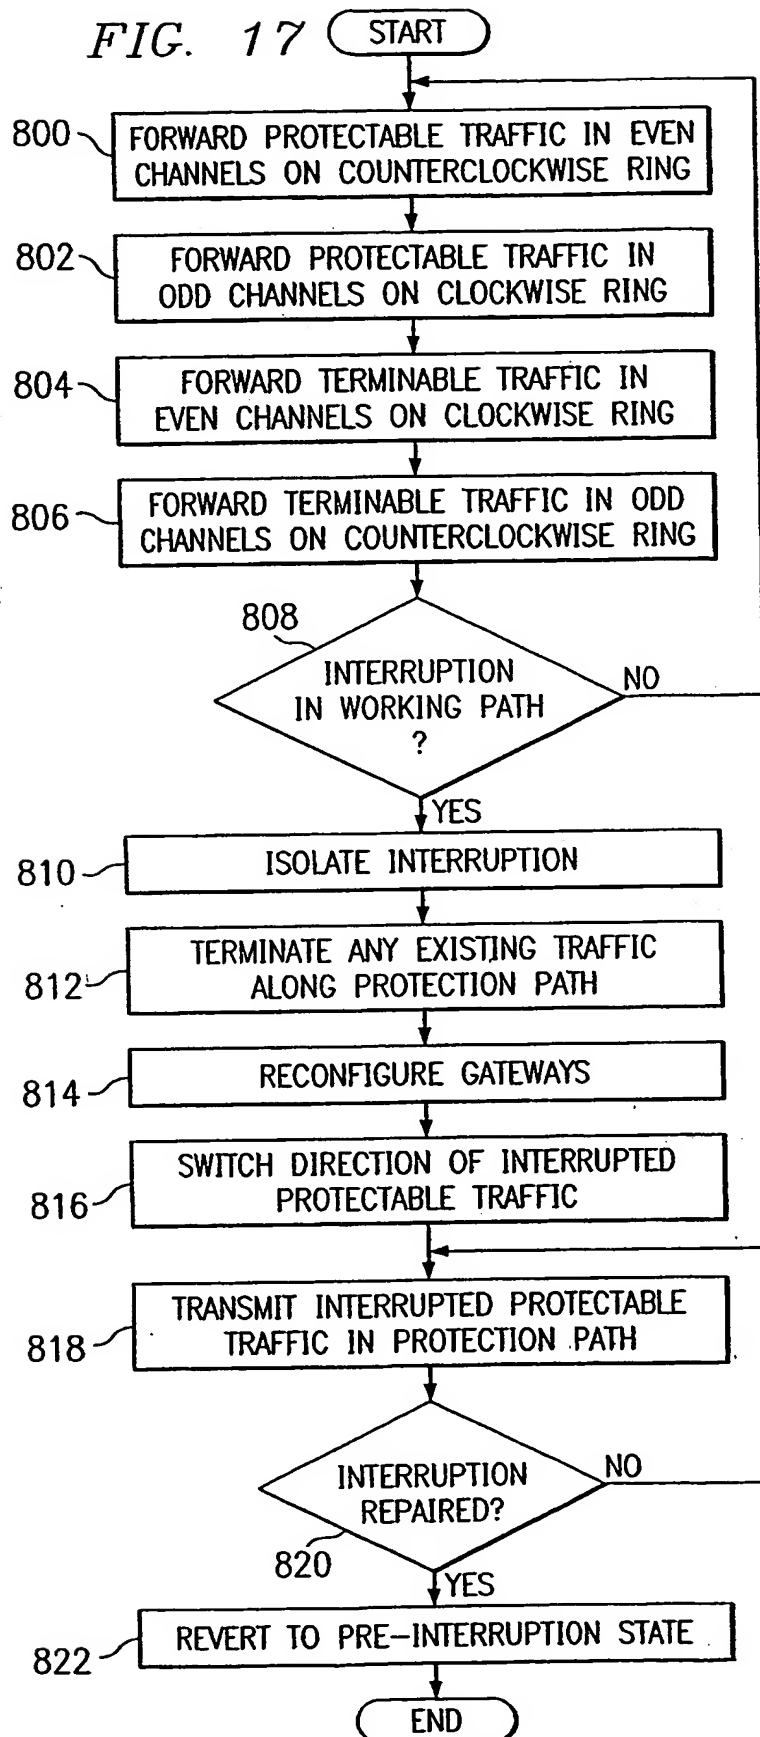 FIG. 17
START
800
FORWARD PROTECTABLE TRAFFIC IN EVEN
CHANNELS ON COUNTERCLOCKWISE RING
802
FORWARD PROTECTABLE TRAFFIC IN
ODD CHANNELS ON CLOCKWISE RING
804
FORWARD TERMINABLE TRAFFIC IN
EVEN CHANNELS ON CLOCKWISE RING
806
FORWARD TERMINABLE TRAFFIC IN ODD
CHANNELS ON COUNTERCLOCKWISE RING
808
INTERRUPTION
IN WORKING PATH
?
NO
YES
810
ISOLATE INTERRUPTION
812
TERMINATE ANY EXISTING TRAFFIC
ALONG PROTECTION PATH
814
RECONFIGURE GATEWAYS
816
SWITCH DIRECTION OF INTERRUPTED
PROTECTABLE TRAFFIC
818
TRANSMIT INTERRUPTED PROTECTABLE
TRAFFIC IN PROTECTION PATH
INTERRUPTION
REPAIRED?
NO
820
YES
822
REVERT TO PRE-INTERRUPTION STATE
END